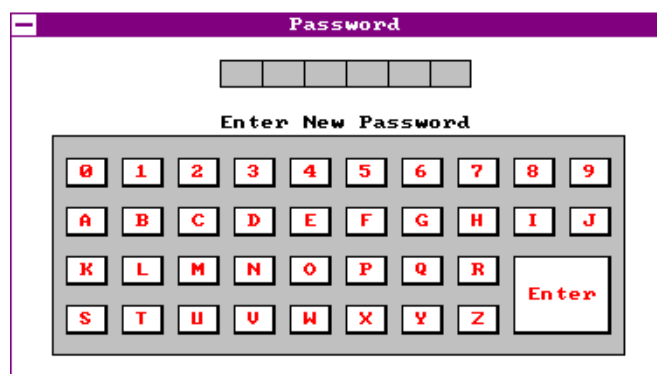 Password
Enter New Password
0 1 2 3 4 5 6 7 8 9
A B C D E F G H I J
K L M N O P Q R
Enter
S T U V W X Y Z